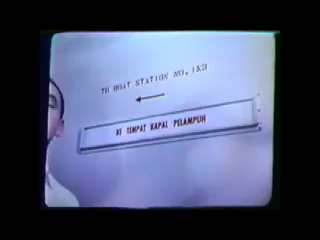 TO BOAT STATION NO. 1&3
KE TEMPAT KAPAL PELAMPUH